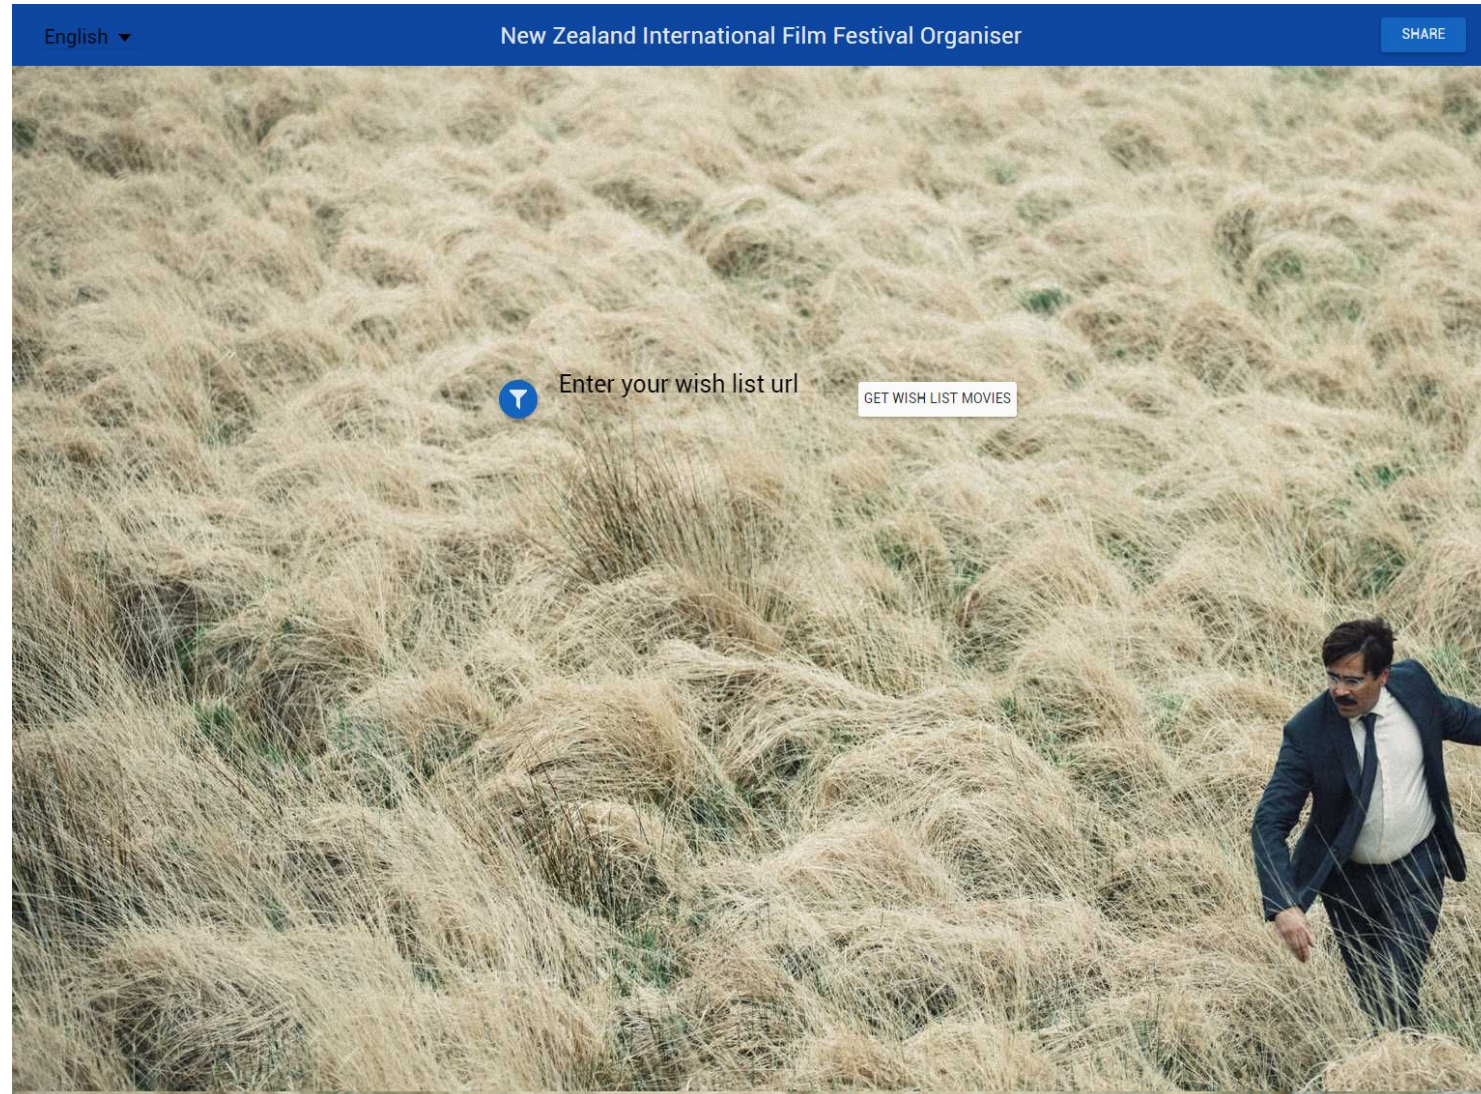 English
New Zealand International Film Festival Organiser
SHARE
Enter your wish list url
GET WISH LIST MOVIES